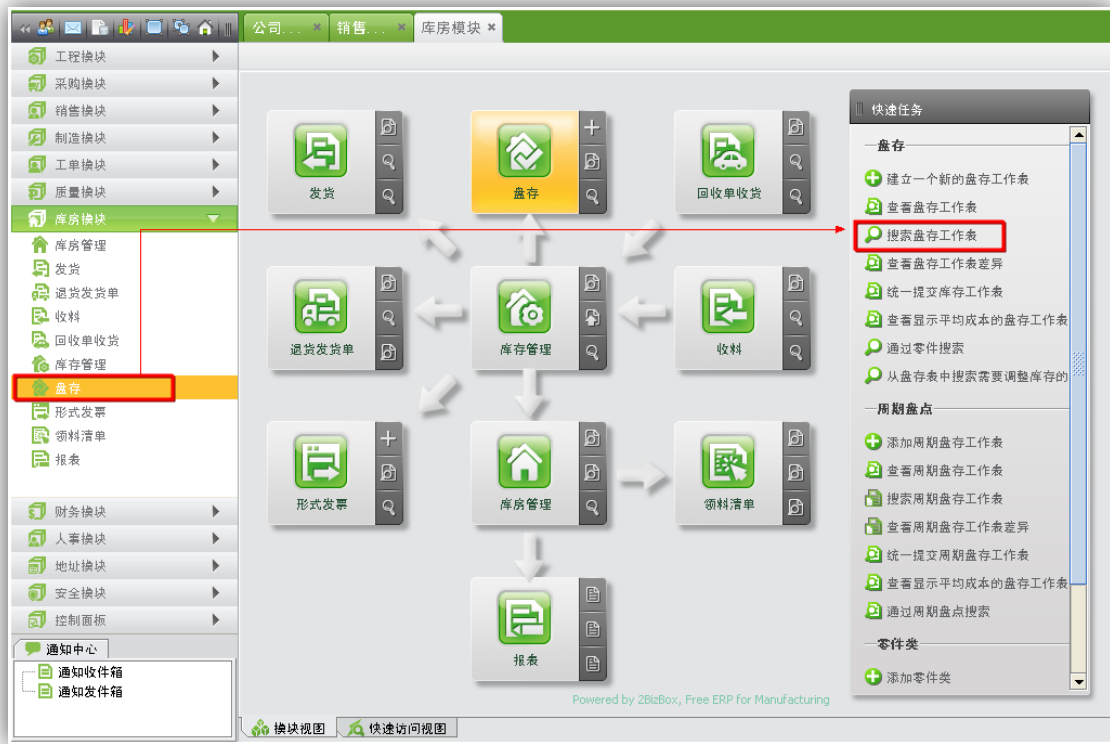 公司...
销售...
库房模块
工程模块
采购模块
销售模块
制造模块
工单模块
质量模块
库房模块
库房管理
发货
退货发货单
收料
回收单收货
库存管理
盘存
形式发票
领料清单
报表
财务模块
人事模块
地址模块
安全模块
控制面板
通知中心
通知收件箱
通知发件箱
发货
盘存
回收单收货
退货发货单
库存管理
收料
形式发票
库房管理
领料清单
报表
Powered by 2BizBox, Free ERP for Manufacturing
模块视图
快速访问视图
快速任务
盘存
建立一个新的盘存工作表
查看盘存工作表
搜索盘存工作表
查看盘存工作表差异
统一提交库存工作表
查看显示平均成本的盘存工作表
通过零件搜索
从盘存表中搜索需要调整库存的
周期盘点
添加周期盘存工作表
查看周期盘存工作表
搜索周期盘存工作表
查看周期盘存工作表差异
统一提交周期盘存工作表
查看显示平均成本的盘存工作表
通过周期盘点搜索
零件类
添加零件类